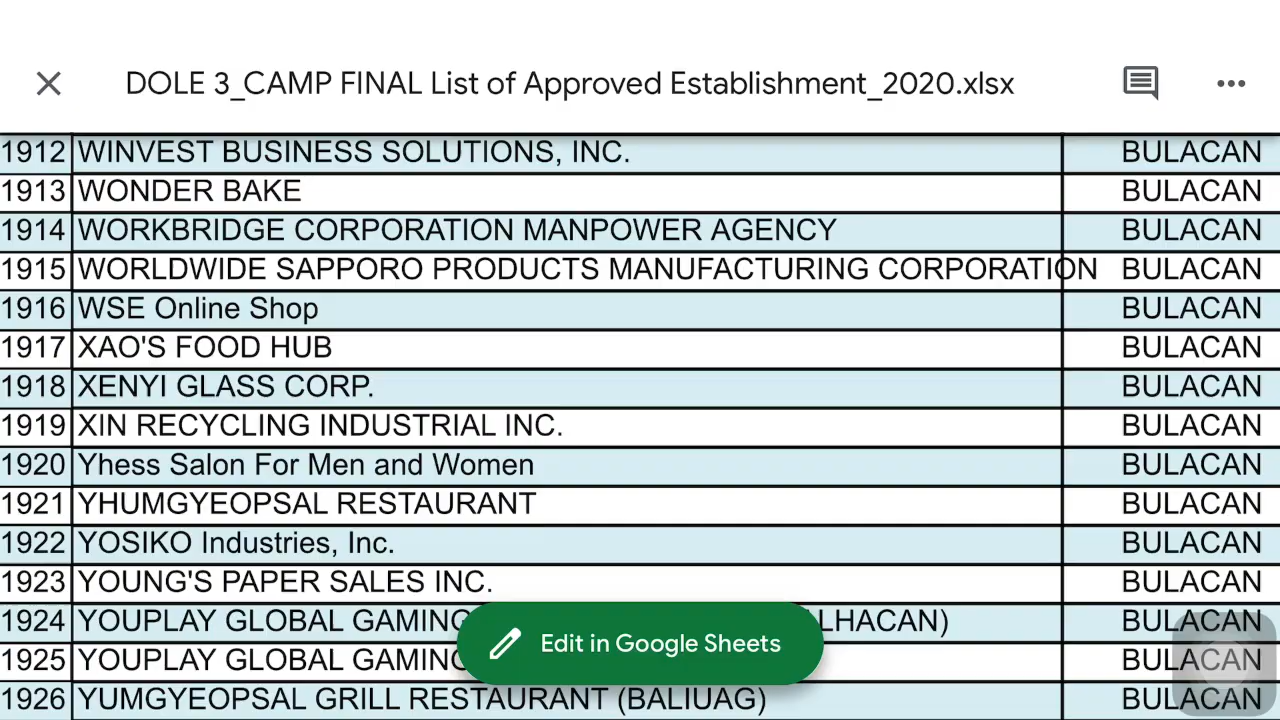 DOLE 3_CAMP FINAL List of Approved Establishment_2020.xlsx
1912 WINVEST BUSINESS SOLUTIONS, INC. BULACAN
1913 WONDER BAKE BULACAN
1914 WORKBRIDGE CORPORATION MANPOWER AGENCY BULACAN
1915 WORLDWIDE SAPPORO PRODUCTS MANUFACTURING CORPORATION BULACAN
1916 WSE Online Shop BULACAN
1917 XAO'S FOOD HUB BULACAN
1918 XENYI GLASS CORP. BULACAN
1919 XIN RECYCLING INDUSTRIAL INC. BULACAN
1920 Yhess Salon For Men and Women BULACAN
1921 YHUMGYEOPSAL RESTAURANT BULACAN
1922 YOSIKO Industries, Inc. BULACAN
1923 YOUNG'S PAPER SALES INC. BULACAN
1924 YOUPLAY GLOBAL GAMING LHACAN) BULACAN
Edit in Google Sheets
1925 YOUPLAY GLOBAL GAMING BULACAN
1926 YUMGYEOPSAL GRILL RESTAURANT (BALIUAG) BULACAN